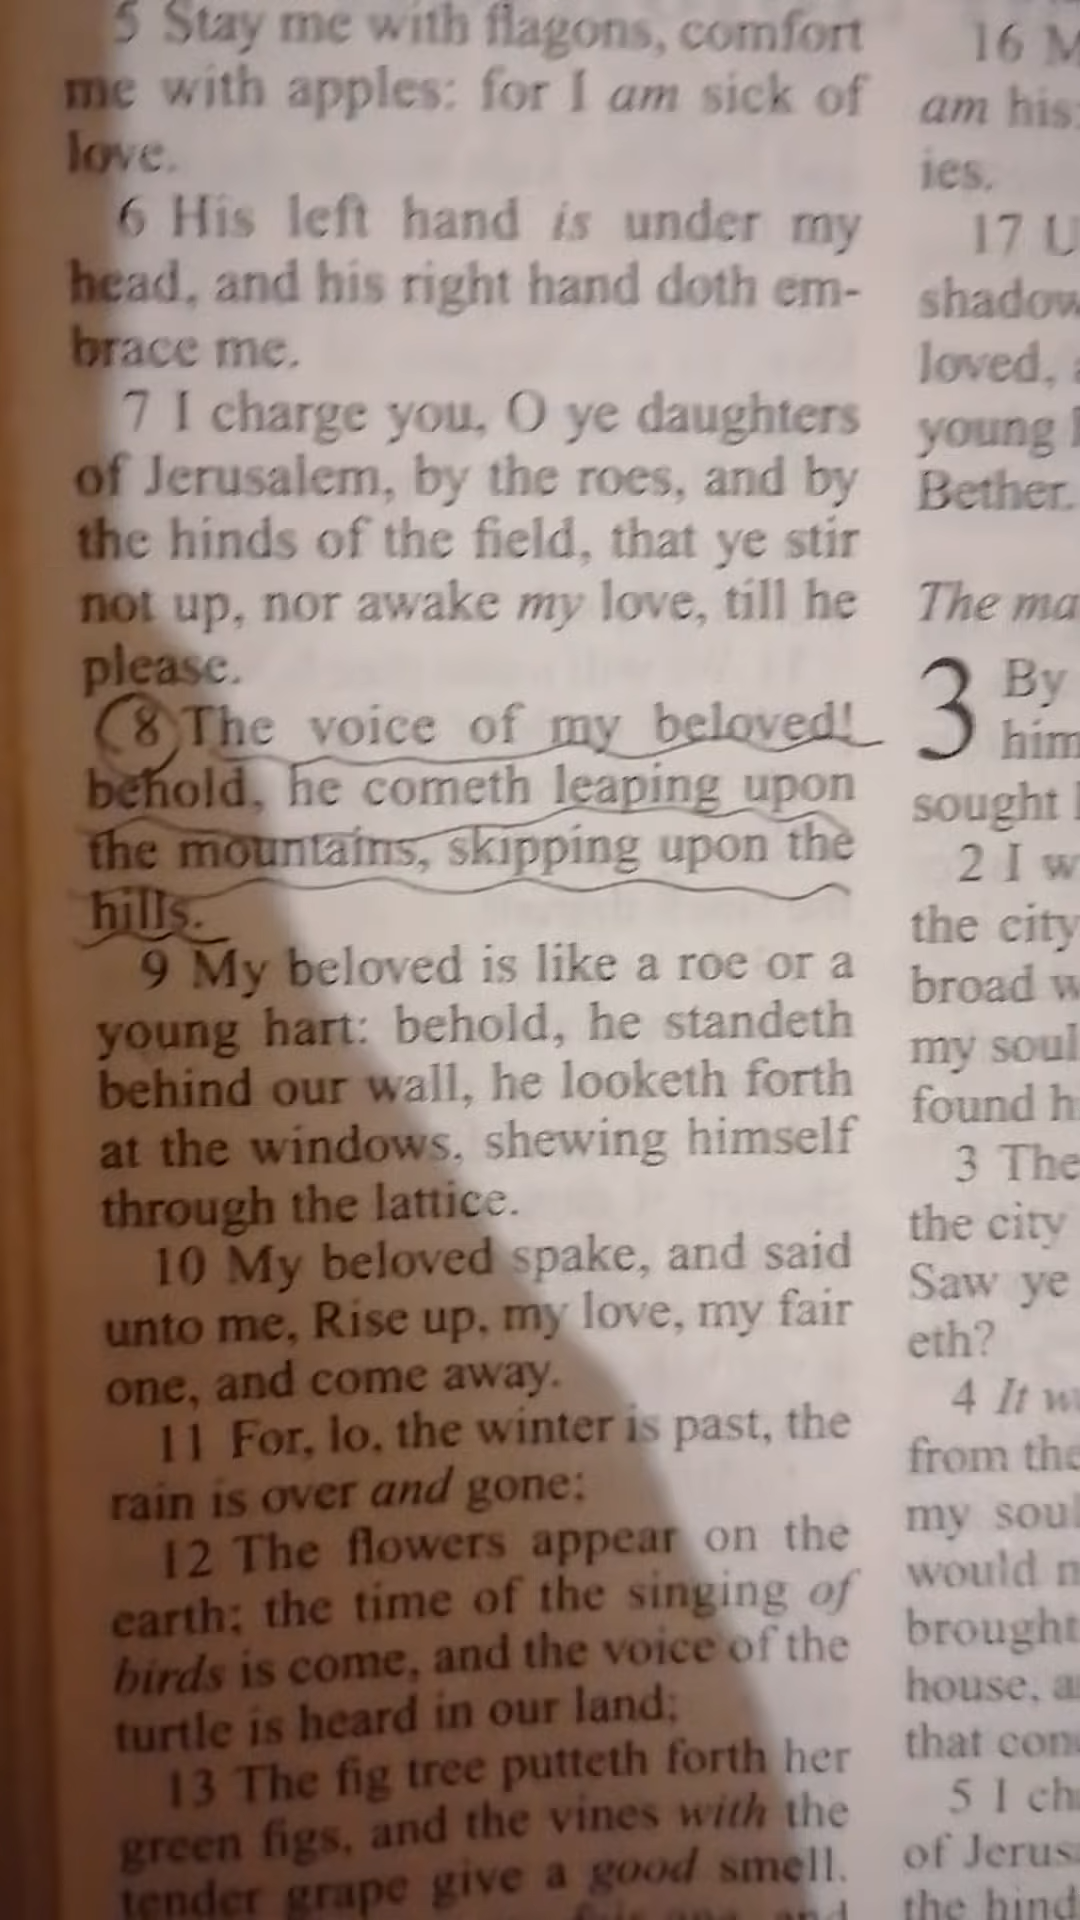 5 Stay me with flagons, comfort
me with apples: for I am sick of
love.
6 His left hand is under my
head, and his right hand doth em-
brace me.
7 I charge you, O ye daughters
of Jerusalem, by the roes, and by
the hinds of the field, that ye stir
not up, nor awake my love, till he
please.
8 The voice of my beloved!
behold, he cometh leaping upon
the mountains, skipping upon the
hills.
9 My beloved is like a roe or a
young hart: behold, he standeth
behind our wall, he looketh forth
at the windows, shewing himself
through the lattice.
10 My beloved spake, and said
unto me, Rise up, my love, my fair
one, and come away.
11 For, lo, the winter is past, the
rain is over and gone;
12 The flowers appear on the
earth; the time of the singing of
birds is come, and the voice of the
turtle is heard in our land;
13 The fig tree putteth forth her
green figs, and the vines with the
tender grape give a good smell.
16 M
am his:
ies.
17 U
shadow
loved,
young
Bether.
The ma
3 By
him
sought
2 I w
the city
broad w
my soul
found h
3 The
the city
Saw ye
eth?
4 It w
from the
my soul
would n
brought
house, a
that con
5 I ch
of Jerus
the hind